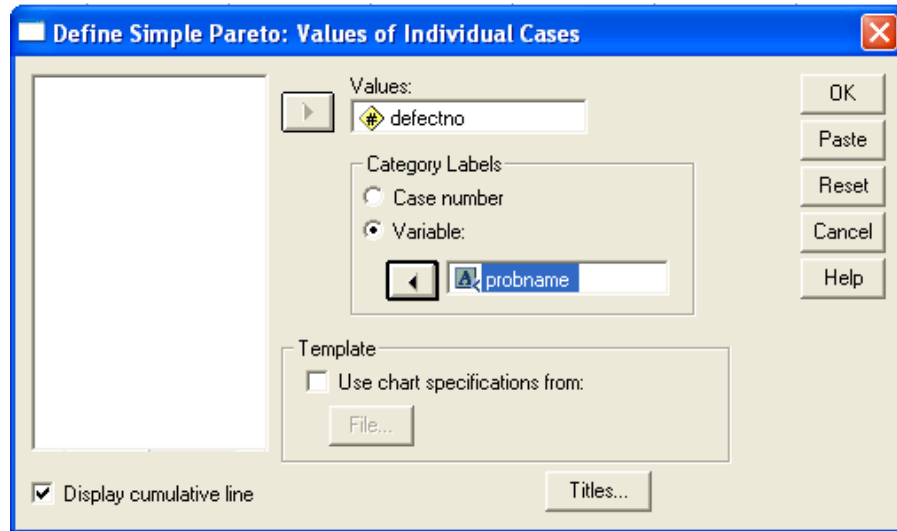 Define Simple Pareto: Values of Individual Cases
Values:
# defectno
Category Labels
Case number
Variable:
A probname
Template
Use chart specifications from:
File...
Display cumulative line
Titles...
OK
Paste
Reset
Cancel
Help